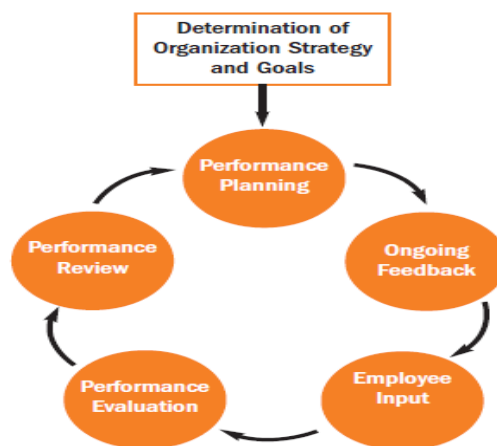 Determination of
Organization Strategy
and Goals
Performance
Planning
Ongoing
Feedback
Employee
Input
Performance
Evaluation
Performance
Review